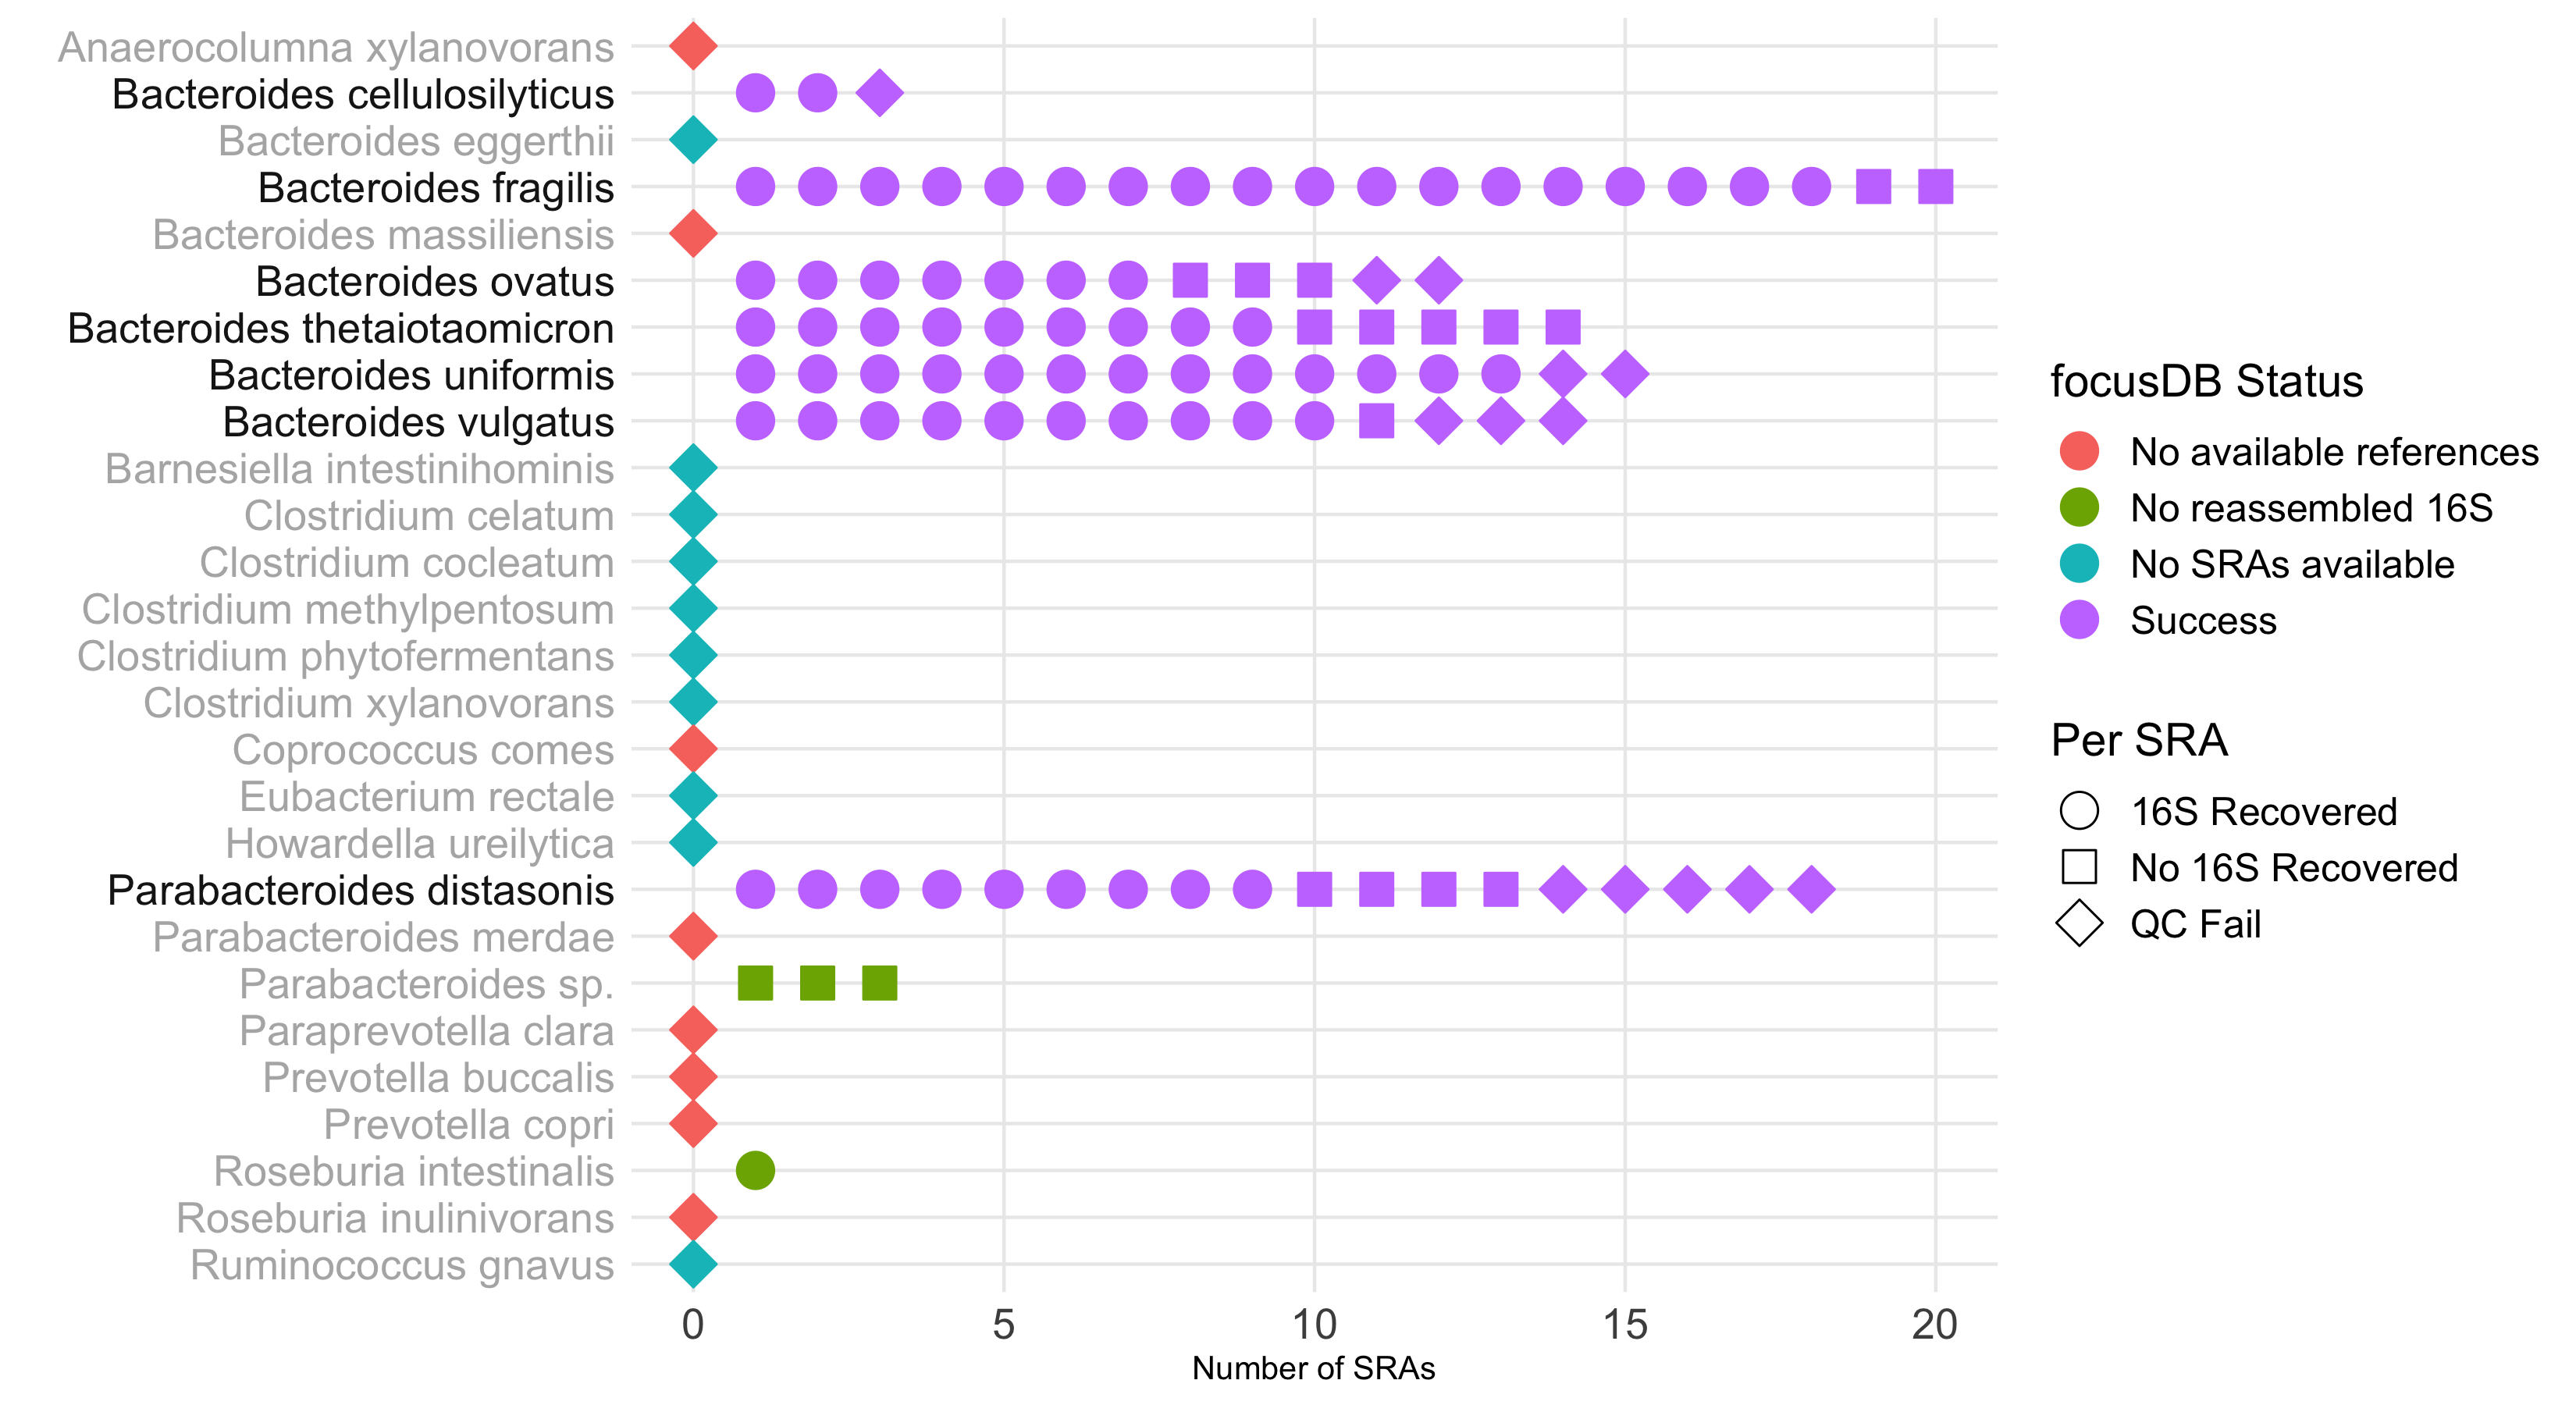 Anaerocolumna xylanovorans
Bacteroides cellulosilyticus
Bacteroides eggerthii
Bacteroides fragilis
Bacteroides massiliensis
Bacteroides ovatus
Bacteroides thetaiotaomicron
Bacteroides uniformis
Bacteroides vulgatus
Barnesiella intestinihominis
Clostridium celatum
Clostridium cocleatum
Clostridium methylpentosum
Clostridium phytofermentans
Clostridium xylanovorans
Coprococcus comes
Eubacterium rectale
Howardella ureilytica
Parabacteroides distasonis
Parabacteroides merdae
Parabacteroides sp.
Paraprevotella clara
Prevotella buccalis
Prevotella copri
Roseburia intestinalis
Roseburia inulinivorans
Ruminococcus gnavus
0 5 10 15 20
Number of SRAs
focusDB Status
No available references
No reassembled 16S
No SRAs available
Success
Per SRA
16S Recovered
No 16S Recovered
QC Fail